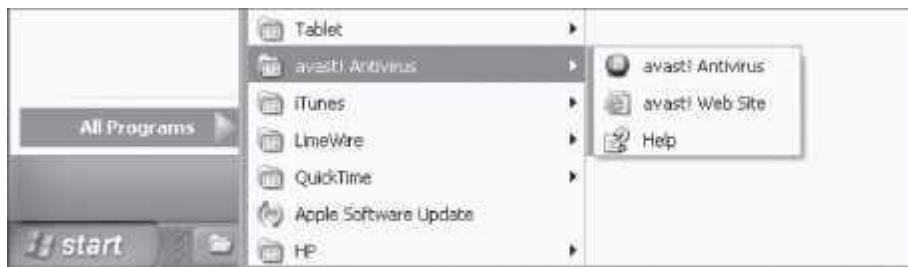 Tablet
avast! Antivirus
iTunes
LimeWire
QuickTime
Apple Software Update
HP
avast! Antivirus
avast! Web Site
Help
All Programs
start